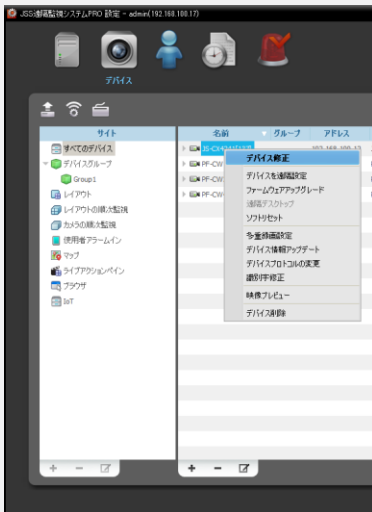 JSS遠隔監視システムPRO 設定 - admin(192.168.100.17)
デバイス
サイト
名前 グループ アドレス
すべてのデバイス
デバイスグループ
Group1
レイアウト
レイアウトの順次監視
カメラの順次監視
使用者アラームイン
マップ
ライブアクションペイン
ブラウザ
IoT
PF-CW
PF-CW
デバイス修正
デバイスを遠隔設定
ファームウェアアップグレード
遠隔デスクトップ
ソフトリセット
多重録画設定
デバイス情報アップデート
デバイスプロトコルの変更
識別字修正
映像プレビュー
デバイス削除